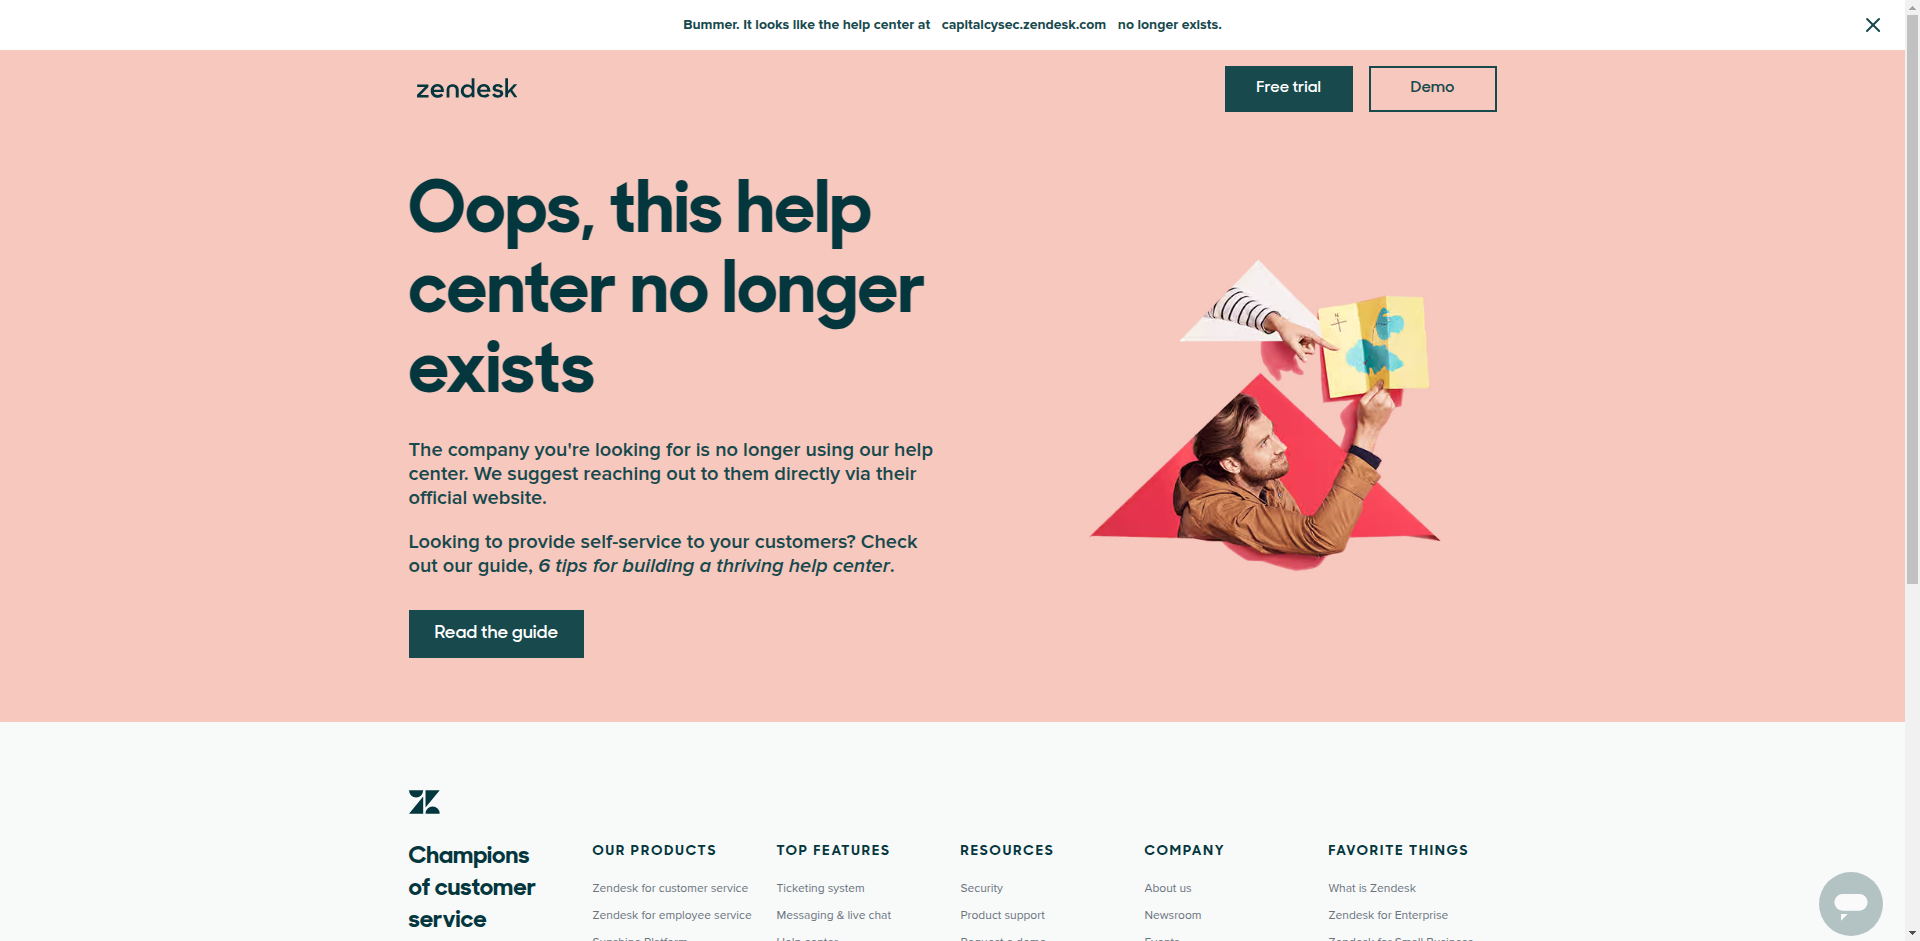 Bummer. It looks like the help center at capitalcysec.zendesk.com no longer exists.
zendesk
Free trial
Demo
Oops, this help
center no longer
exists
The company you're looking for is no longer using our help
center. We suggest reaching out to them directly via their
official website.
Looking to provide self-service to your customers? Check
out our guide, 6 tips for building a thriving help center.
Read the guide
Champions
of customer
service
OUR PRODUCTS
Zendesk for customer service
Zendesk for employee service
TOP FEATURES
Ticketing system
Messaging & live chat
RESOURCES
Security
Product support
COMPANY
About us
Newsroom
FAVORITE THINGS
What is Zendesk
Zendesk for Enterprise